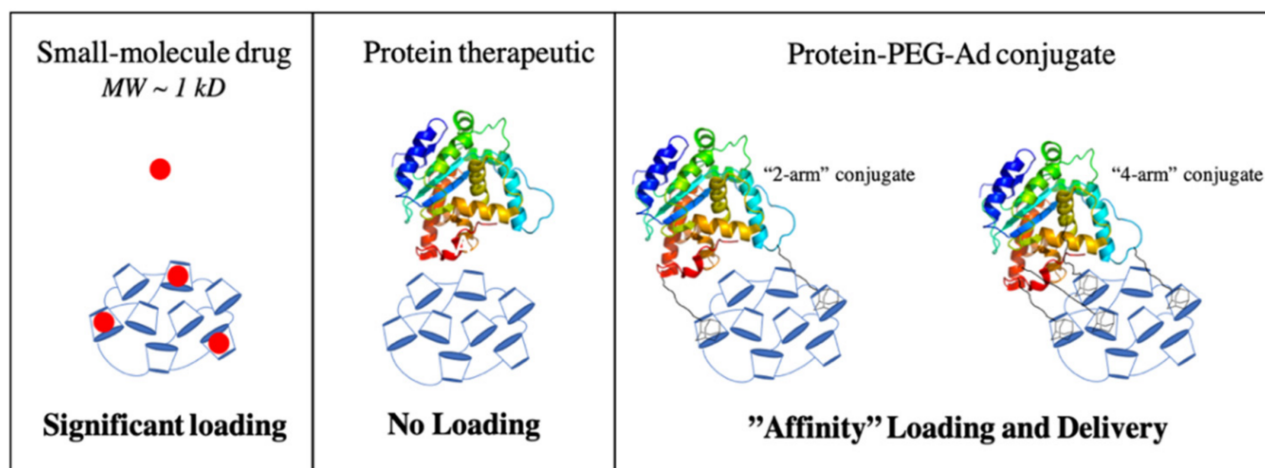 Small-molecule drug
MW ~ 1 kD
Significant loading
Protein therapeutic
No Loading
Protein-PEG-Ad conjugate
“2-arm” conjugate
“4-arm” conjugate
”Affinity” Loading and Delivery